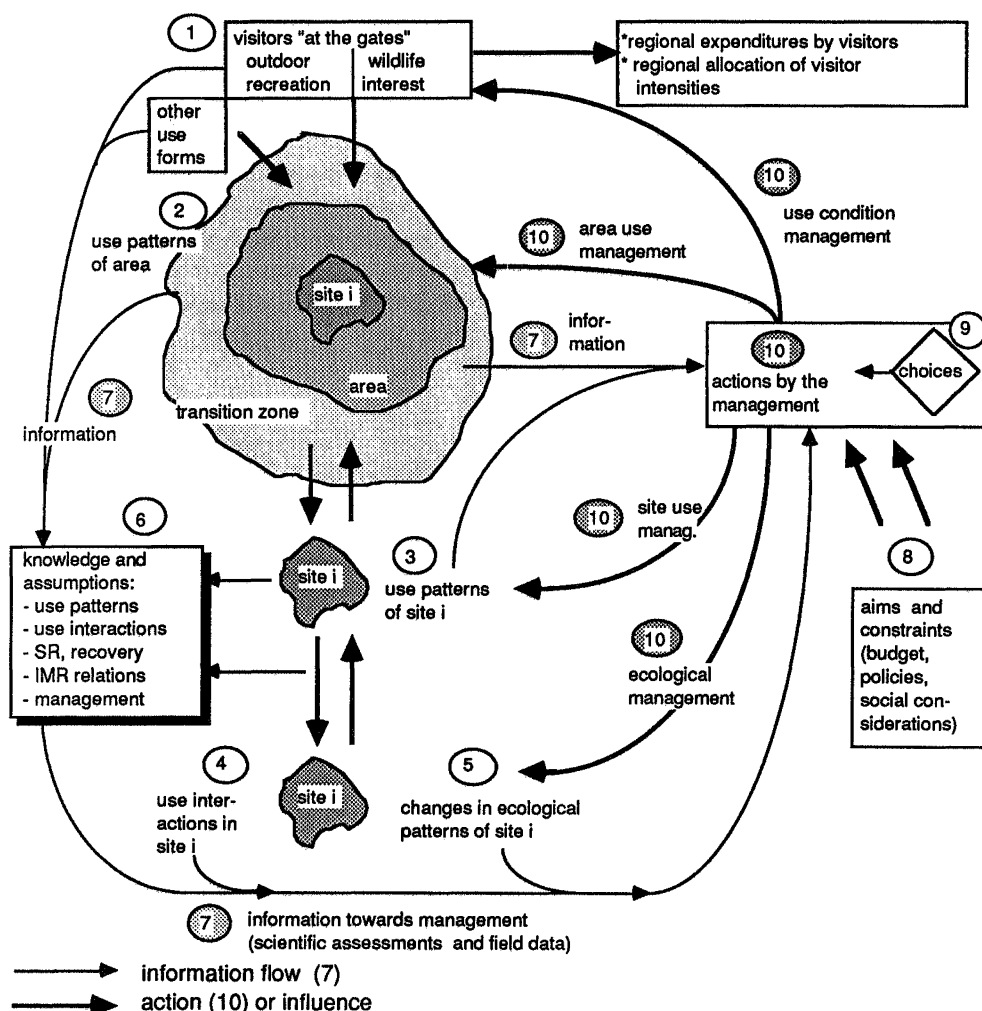 1
visitors "at the gates"
outdoor recreation
wildlife interest
*regional expenditures by visitors
* regional allocation of visitor
intensities
other
use
forms
10
use condition
management
2
use patterns
of area
10
area use
management
site i
area
transition zone
7
infor-
mation
9
choices
10
actions by the
management
7
information
6
knowledge and
assumptions:
- use patterns
- use interactions
- SR, recovery
- IMR relations
- management
site i
3
use patterns
of site i
10
site use
manag.
8
aims and
constraints
(budget,
policies,
social con-
siderations)
10
ecological
management
4
use inter-
actions in
site i
site i
5
changes in ecological
patterns of site i
7
information towards management
(scientific assessments and field data)
information flow (7)
action (10) or influence